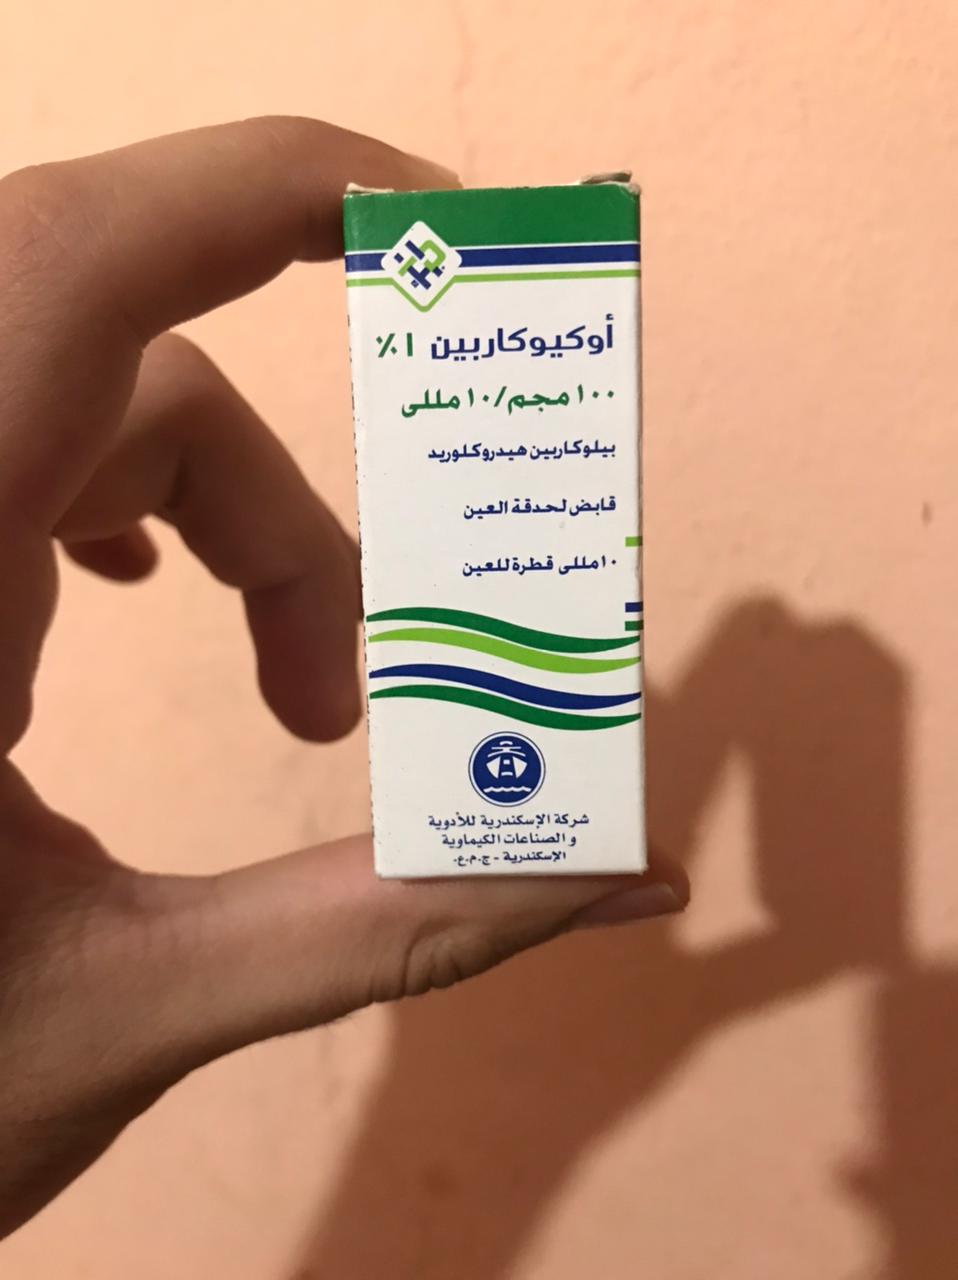 أوكيوكاربين ١٪
١٠٠ مجم/١٠ مللى
بيلوكاربين هيدروكلوريد
قابض لحدقة العين
١٠ مللى قطرة للعين
شركة الإسكندرية للأدوية
و الصناعات الكيماوية
الإسكندرية - ج.م.ع.